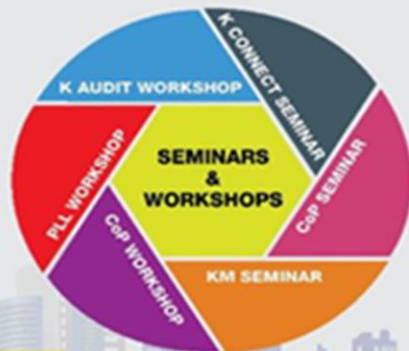 K AUDIT WORKSHOP
K CONNECT SEMINAR
CoP SEMINAR
KM SEMINAR
CoP WORKSHOP
PLL WORKSHOP
SEMINARS
&
WORKSHOPS